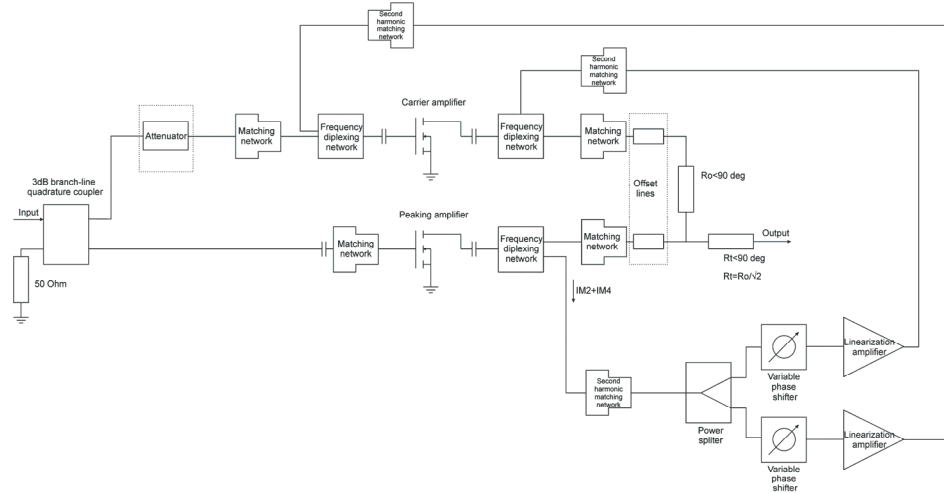 Second
harmonic
matching
network
Second
harmonic
matching
network
Carrier amplifier
Attenuator
Matching
network
Frequency
diplexing
network
Frequency
diplexing
network
Matching
network
3dB branch-line
quadrature coupler
Offset
lines
Ro<90 deg
Input
Peaking amplifier
Matching
network
Frequency
diplexing
network
Matching
network
Output
Rt<90 deg
Rt=Ro/√2
50 Ohm
IM2+IM4
Linearization
amplifier
Variable
phase
shifter
Second
harmonic
matching
network
Power
spliter
Linearization
amplifier
Variable
phase
shifter